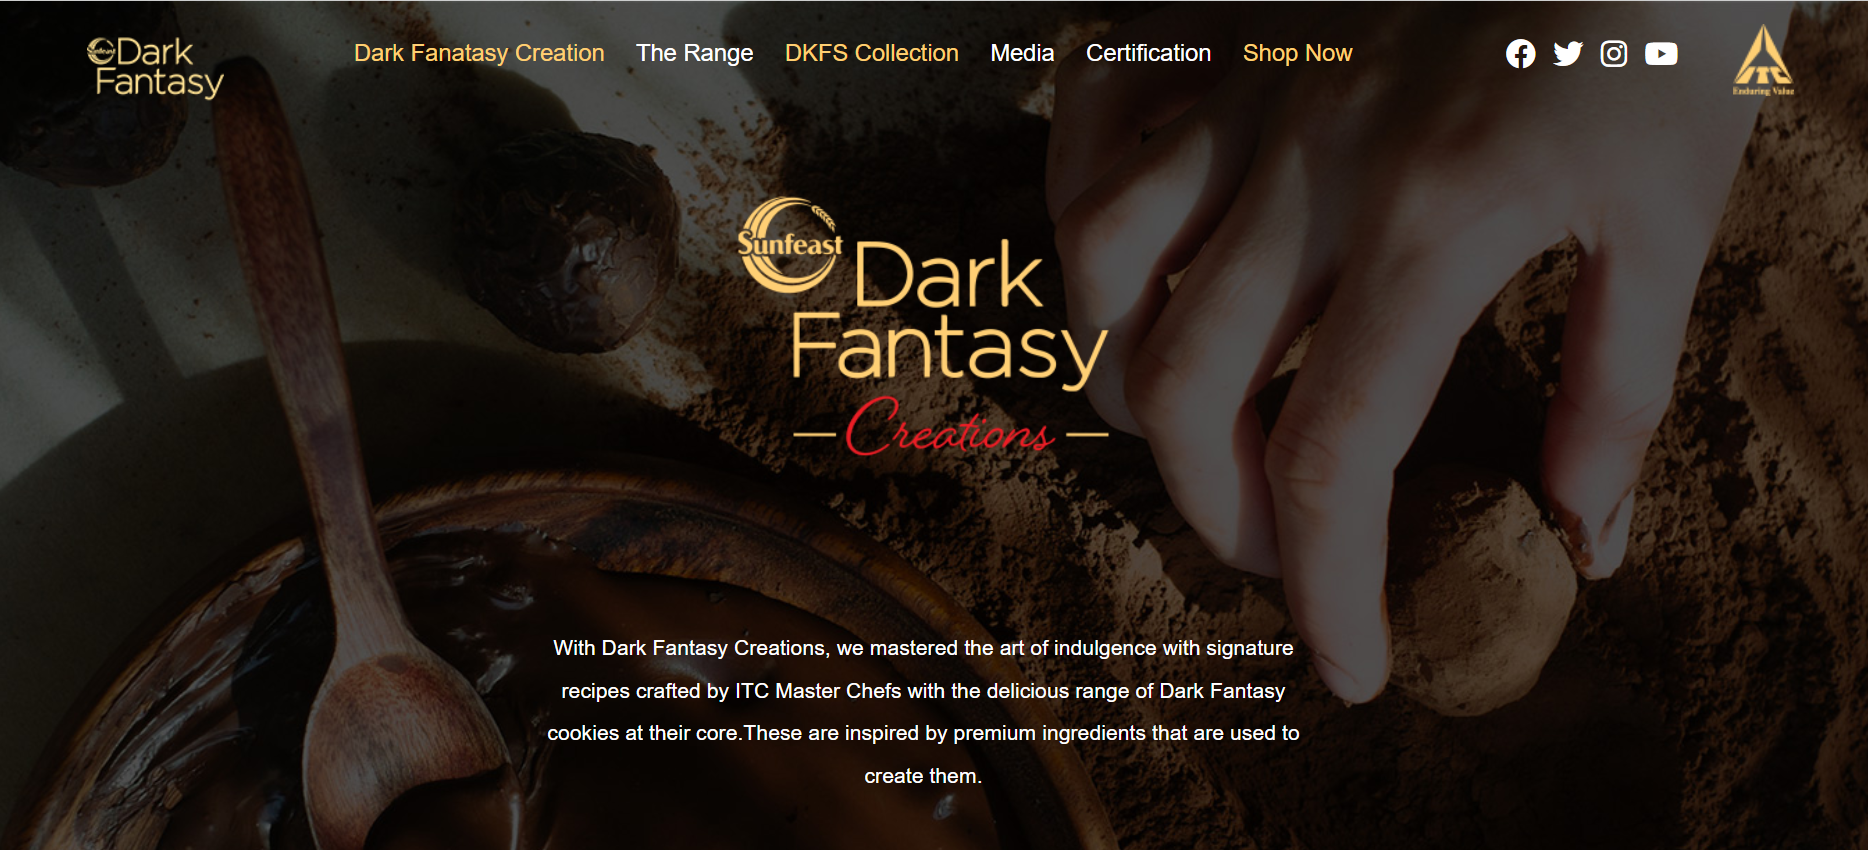 Sunfeast Dark
Fantasy
Dark Fanatasy Creation The Range DKFS Collection Media Certification Shop Now
ITC
Enduring Value
Sunfeast
Dark
Fantasy
Creations
With Dark Fantasy Creations, we mastered the art of indulgence with signature
recipes crafted by ITC Master Chefs with the delicious range of Dark Fantasy
cookies at their core.These are inspired by premium ingredients that are used to
create them.